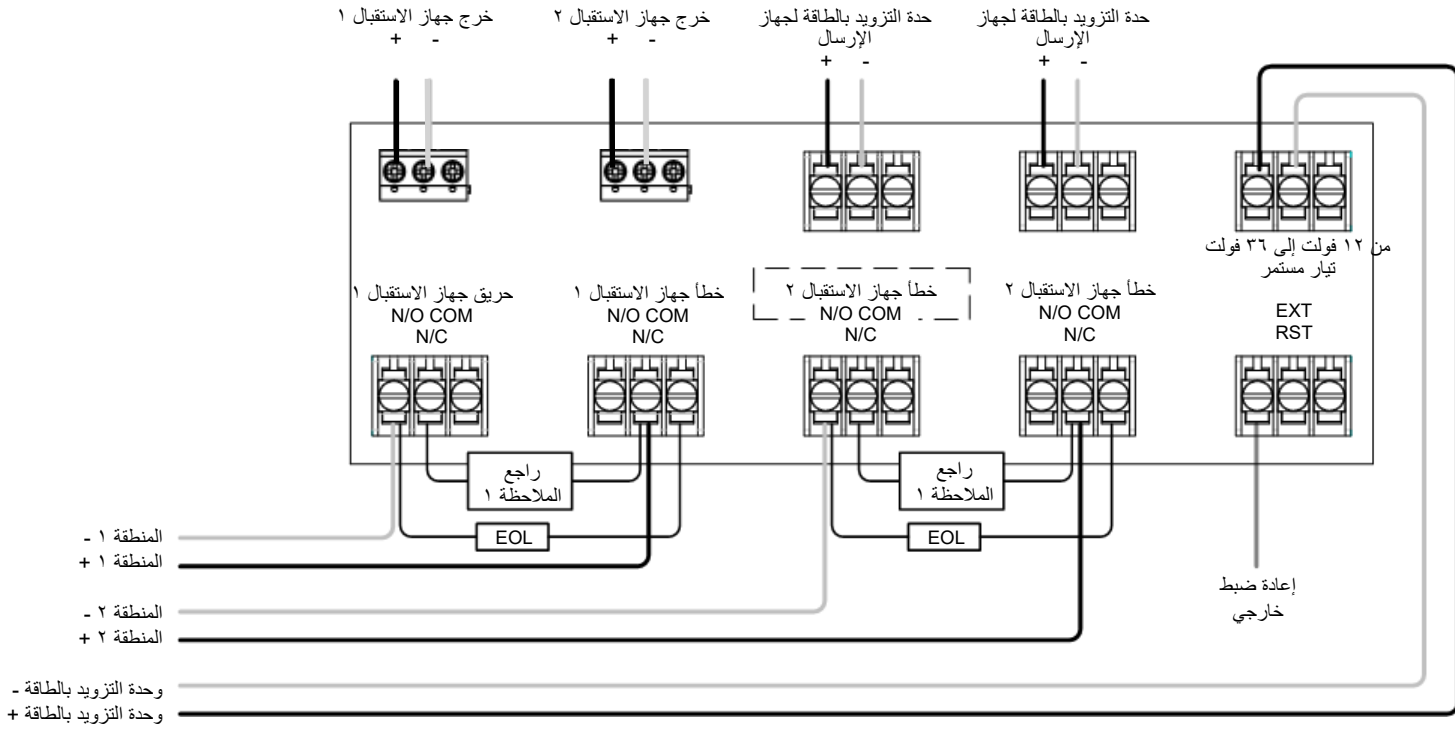 خرج جهاز الاستقبال ١
+ -
خرج جهاز الاستقبال ٢
+ -
حدة التزويد بالطاقة لجهاز
الإرسال
+ -
حدة التزويد بالطاقة لجهاز
الإرسال
+ -
من ١٢ فولت إلى ٣٦ فولت
تيار مستمر
حريق جهاز الاستقبال ١
N/O COM
N/C
خطأ جهاز الاستقبال ١
N/O COM
N/C
خطأ جهاز الاستقبال ٢
N/O COM
N/C
خطأ جهاز الاستقبال ٢
N/O COM
N/C
EXT
RST
راجع
الملاحظة ١
راجع
الملاحظة ١
EOL
EOL
المنطقة ١ -
المنطقة ١ +
المنطقة ٢ -
المنطقة ٢ +
إعادة ضبط
خارجي
وحدة التزويد بالطاقة -
وحدة التزويد بالطاقة +